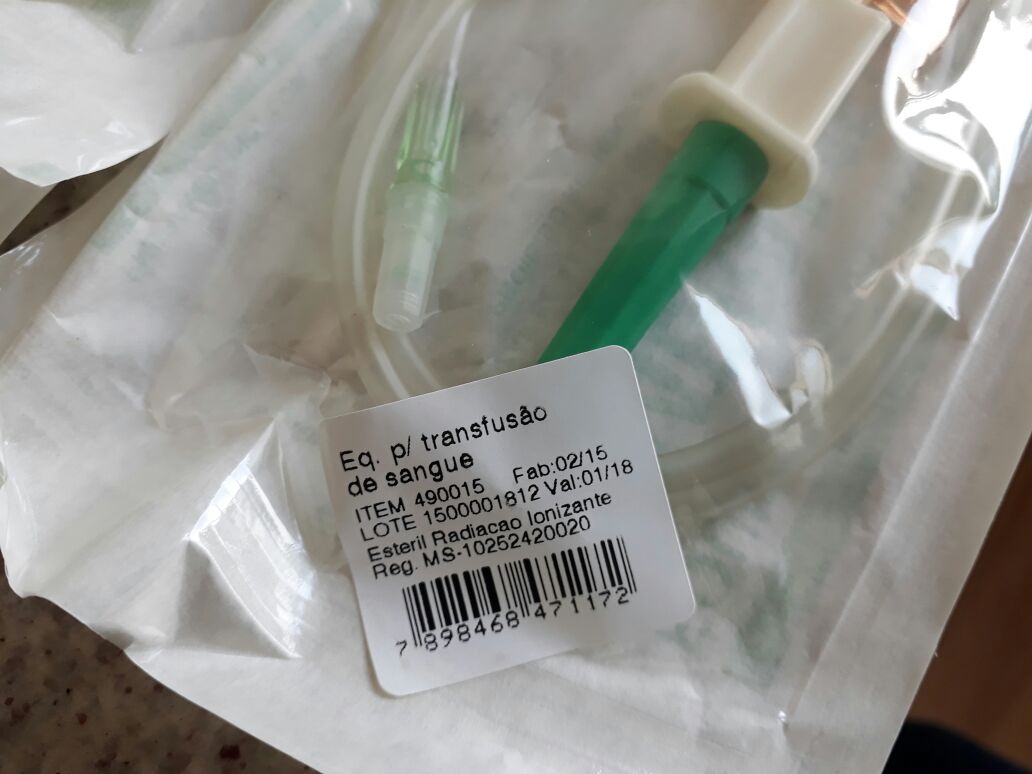 Eq. p/ transfusão
de sangue
ITEM 490015 Fab:02/15
LOTE 1500001812 Val:01/18
Esteril Radiacao Ionizante
Reg. MS-10252420020
7 898468 471172